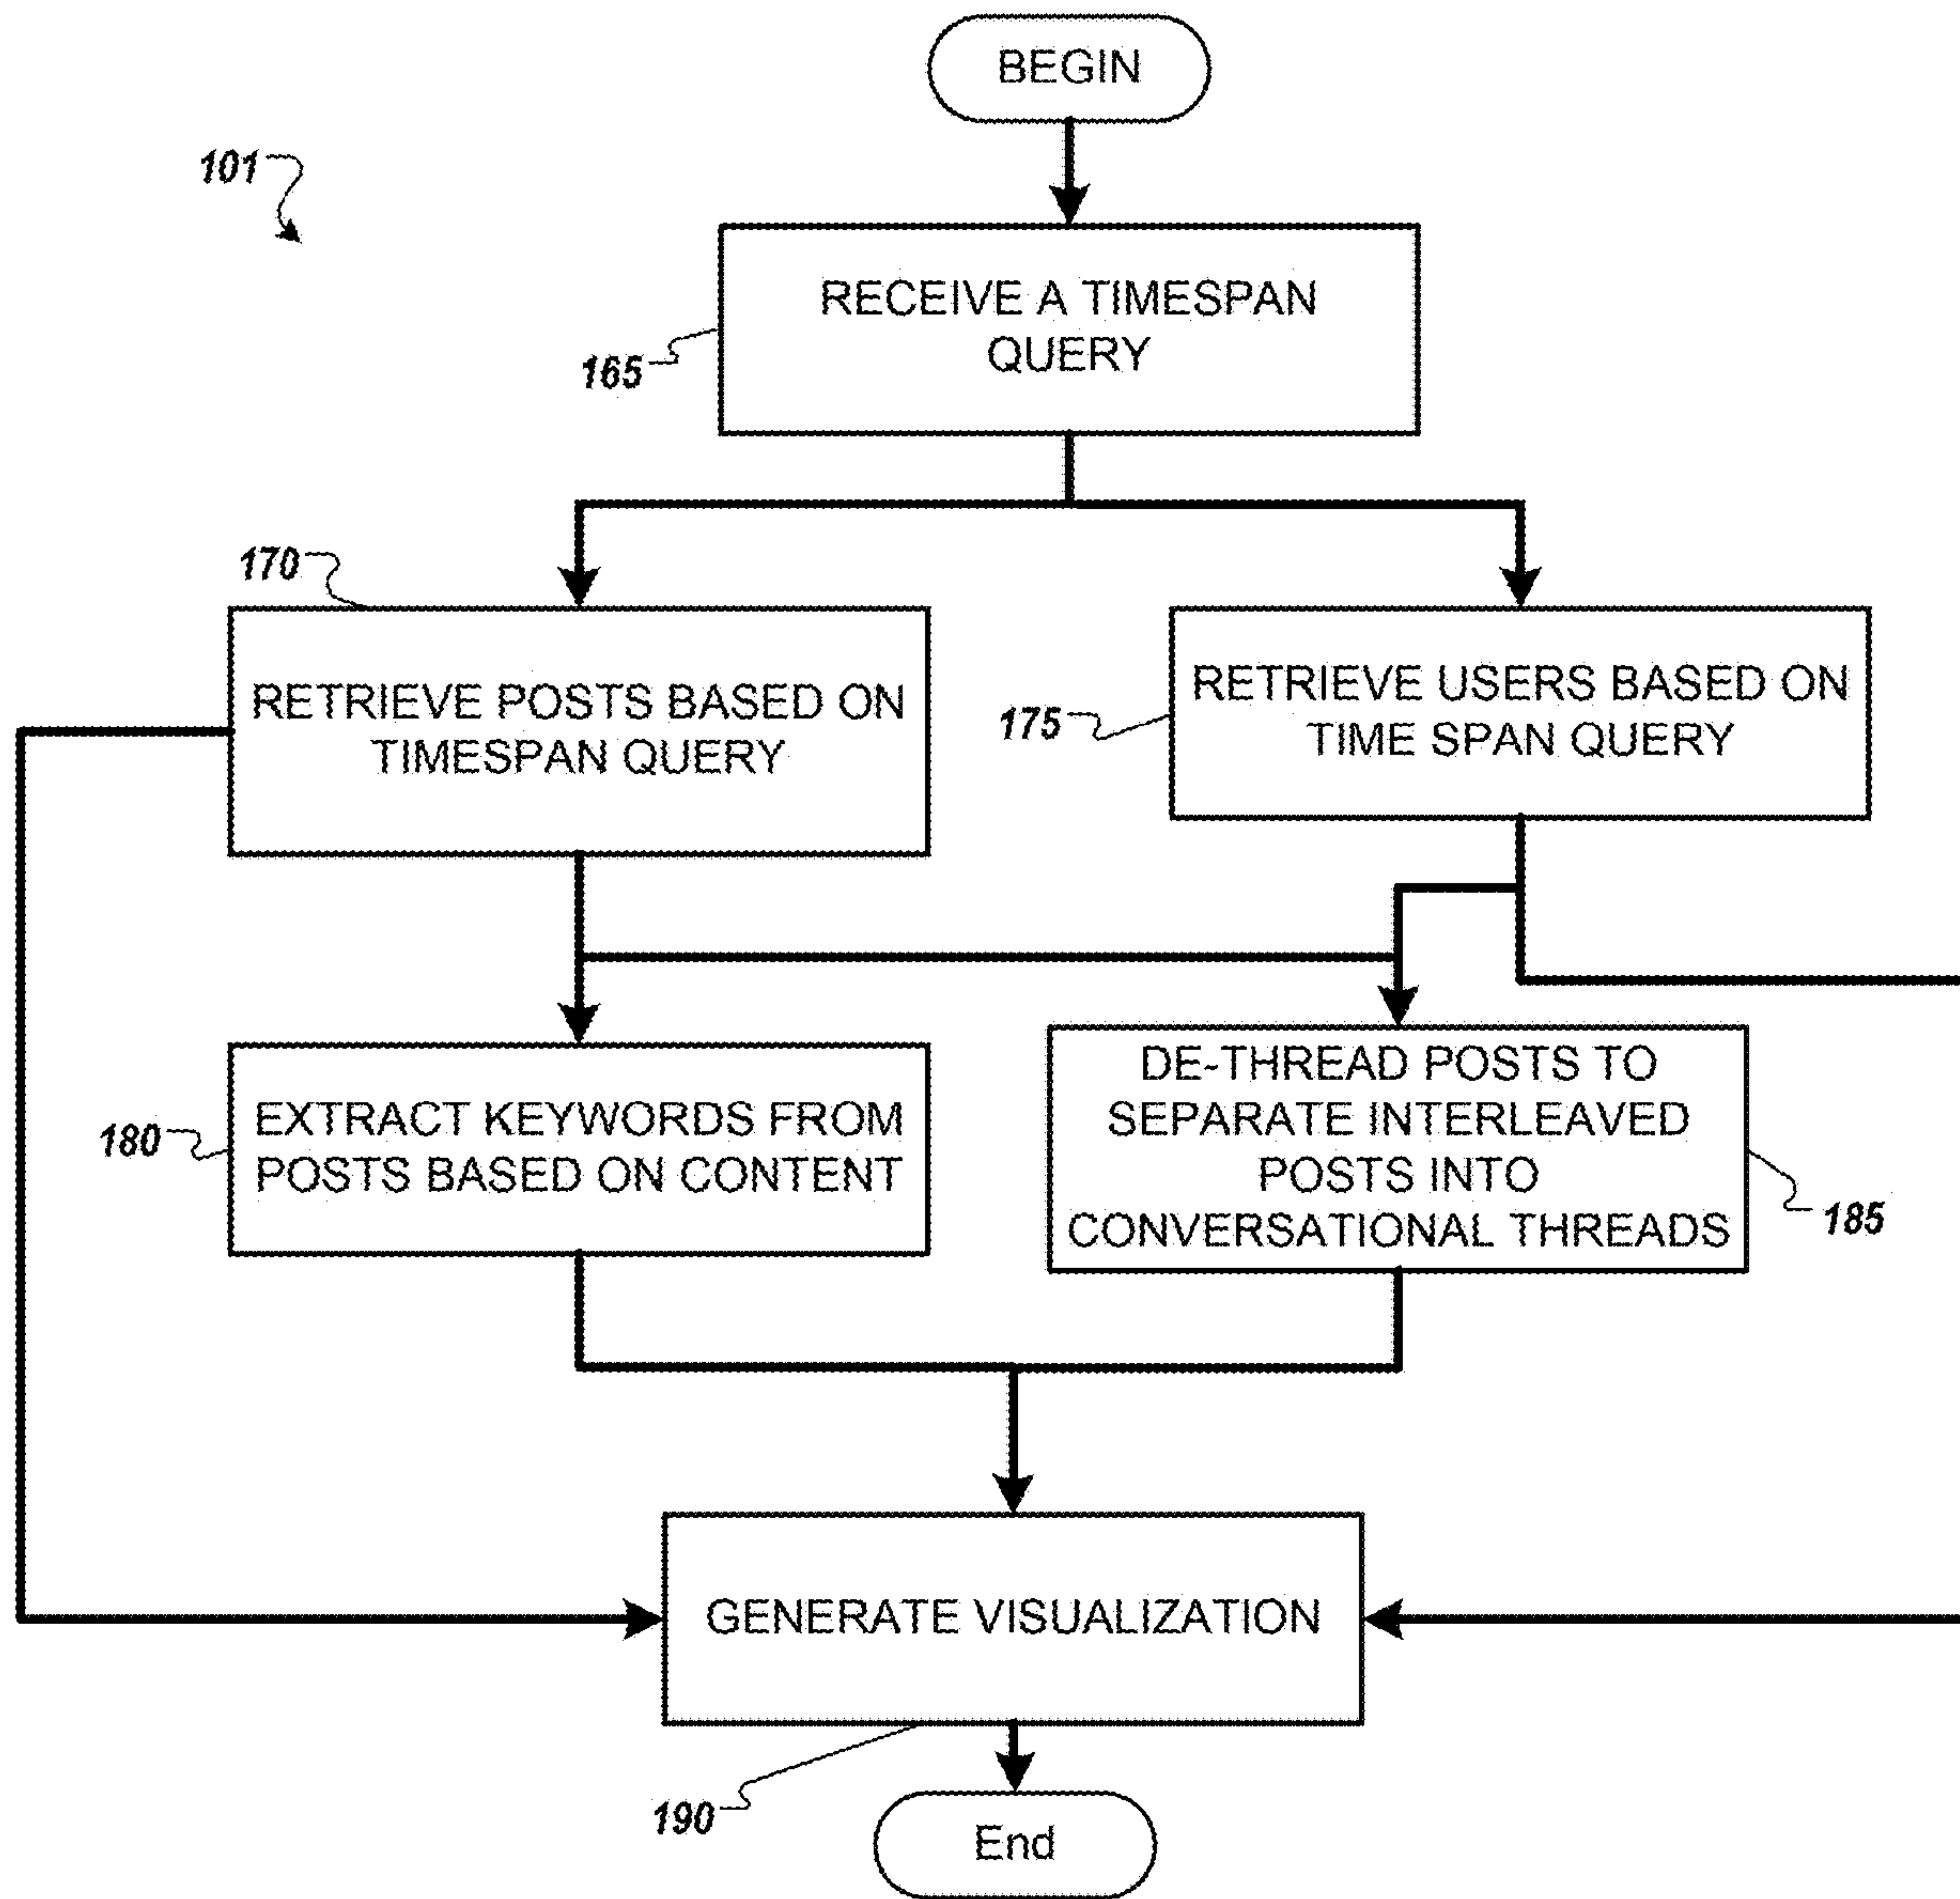 BEGIN
101
RECEIVE A TIMESPAN
QUERY
165
170
RETRIEVE POSTS BASED ON
TIMESPAN QUERY
RETRIEVE USERS BASED ON
TIME SPAN QUERY
175
EXTRACT KEYWORDS FROM
POSTS BASED ON CONTENT
180
DE-THREAD POSTS TO
SEPARATE INTERLEAVED
POSTS INTO
CONVERSATIONAL THREADS
185
GENERATE VISUALIZATION
190
End